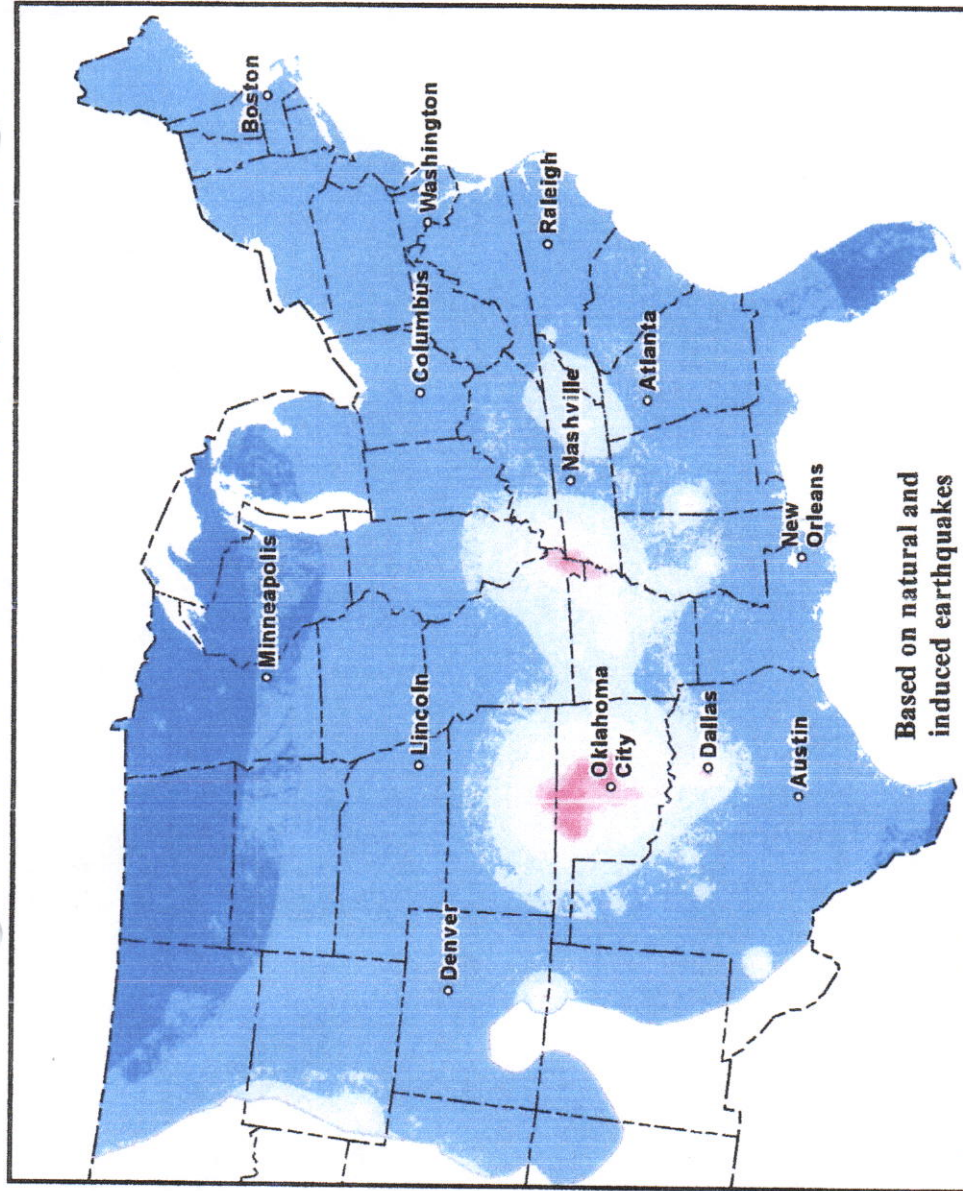 Boston
Minneapolis
Lincoln
Columbus
Washington
Denver
Raleigh
Nashville
Oklahoma
City
Atlanta
Dallas
New
Orleans
Austin
Based on natural and
induced earthquakes